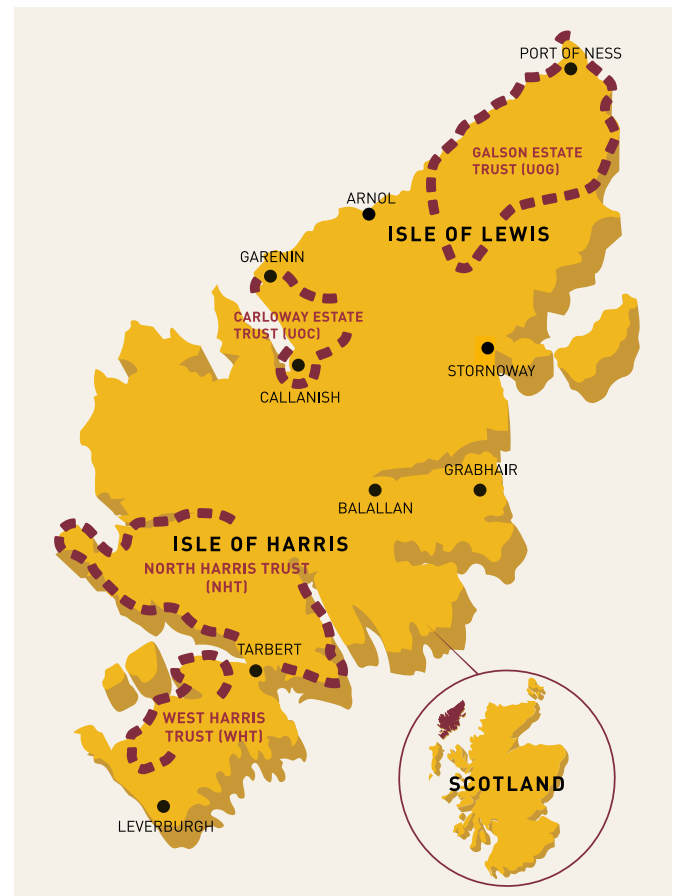 PORT OF NESS
GALSON ESTATE
TRUST (UOG)
ARNOL
ISLE OF LEWIS
GARENIN
CARLOWAY ESTATE
TRUST (UOC)
STORNOWAY
CALLANISH
GRABHAIR
BALALLAN
ISLE OF HARRIS
NORTH HARRIS TRUST
(NHT)
TARBERT
WEST HARRIS
TRUST (WHT)
SCOTLAND
LEVERBURGH